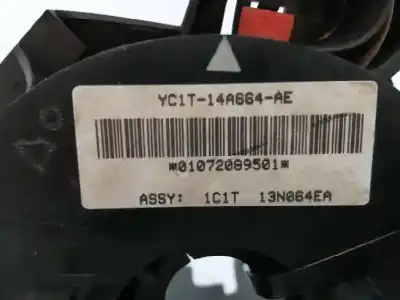 YC1T-14A664-AE
*01072089501*
ASSY: 1C1T 13N064EA